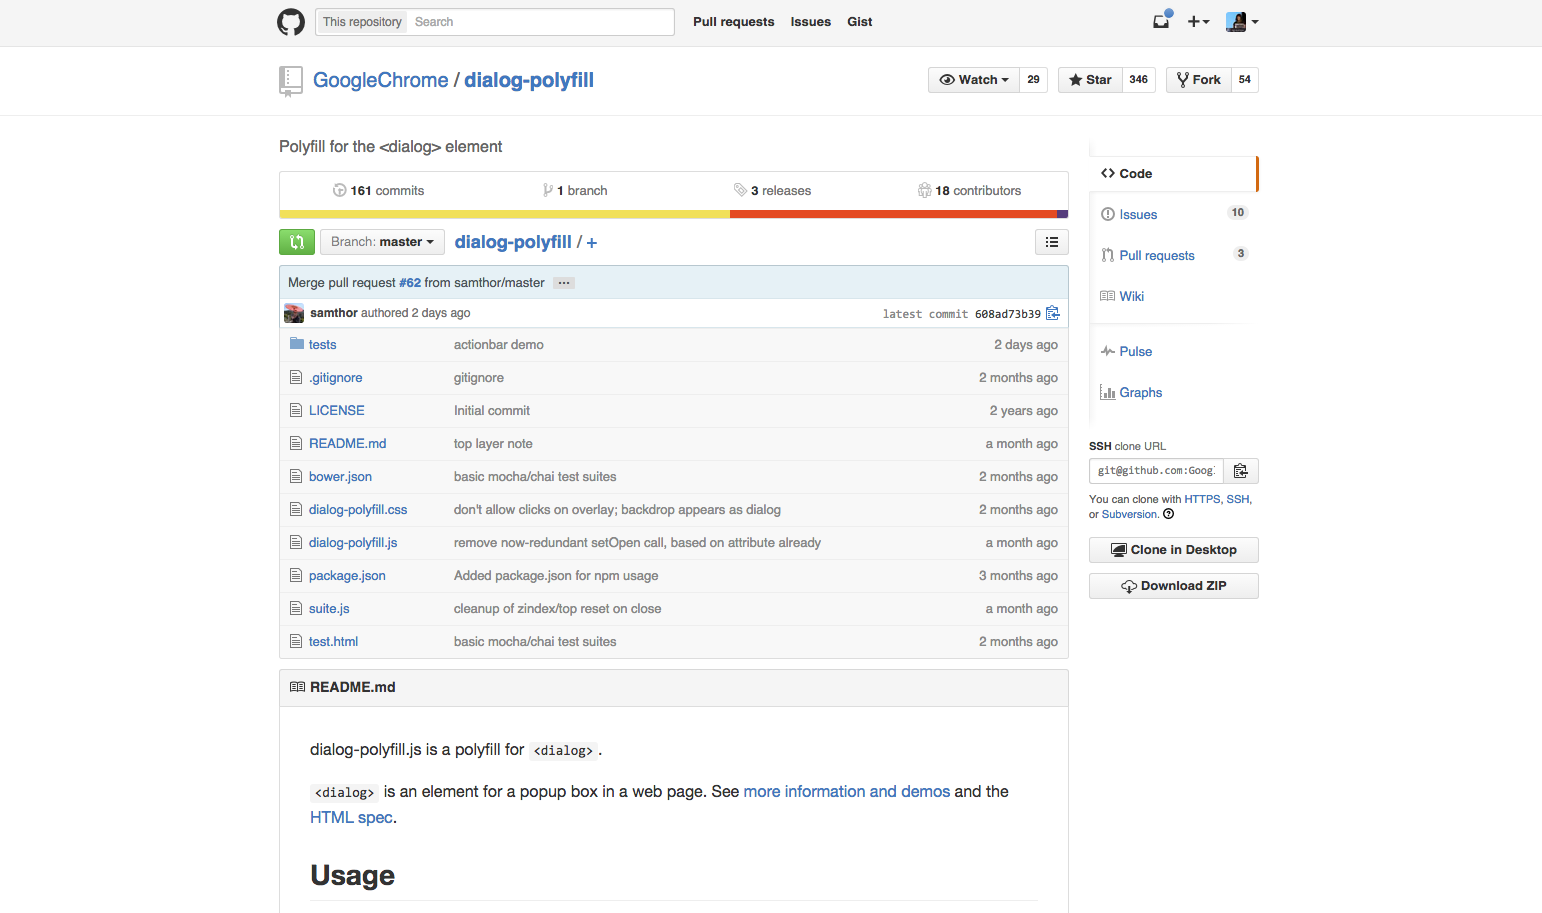 This repository Search Pull requests Issues Gist
GoogleChrome / dialog-polyfill Watch 29 Star 346 Fork 54
Polyfill for the <dialog> element
161 commits 1 branch 3 releases 18 contributors
Branch: master dialog-polyfill / +
Merge pull request #62 from samthor/master ...
samthor authored 2 days ago latest commit 608ad73b39
tests actionbar demo 2 days ago
.gitignore gitignore 2 months ago
LICENSE Initial commit 2 years ago
README.md top layer note a month ago
bower.json basic mocha/chai test suites 2 months ago
dialog-polyfill.css don't allow clicks on overlay; backdrop appears as dialog 2 months ago
dialog-polyfill.js remove now-redundant setOpen call, based on attribute already a month ago
package.json Added package.json for npm usage 3 months ago
suite.js cleanup of zindex/top reset on close a month ago
test.html basic mocha/chai test suites 2 months ago
README.md
dialog-polyfill.js is a polyfill for <dialog>.
<dialog> is an element for a popup box in a web page. See more information and demos and the
HTML spec.
Usage
Code
Issues 10
Pull requests 3
Wiki
Pulse
Graphs
SSH clone URL
git@github.com:Goog
You can clone with HTTPS, SSH,
or Subversion.
Clone in Desktop
Download ZIP